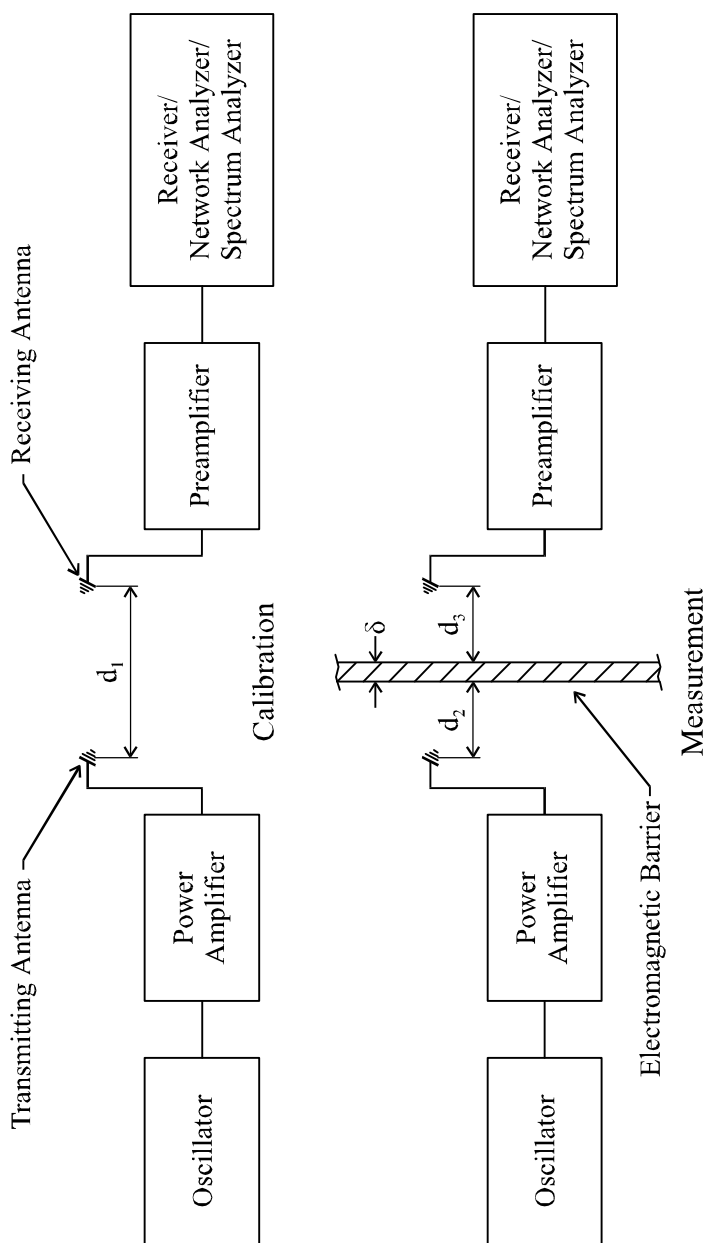 Transmitting Antenna
Receiving Antenna
d1
Oscillator
Power
Amplifier
Preamplifier
Receiver/
Network Analyzer/
Spectrum Analyzer
Calibration
δ
d2
d3
Oscillator
Power
Amplifier
Preamplifier
Receiver/
Network Analyzer/
Spectrum Analyzer
Electromagnetic Barrier
Measurement